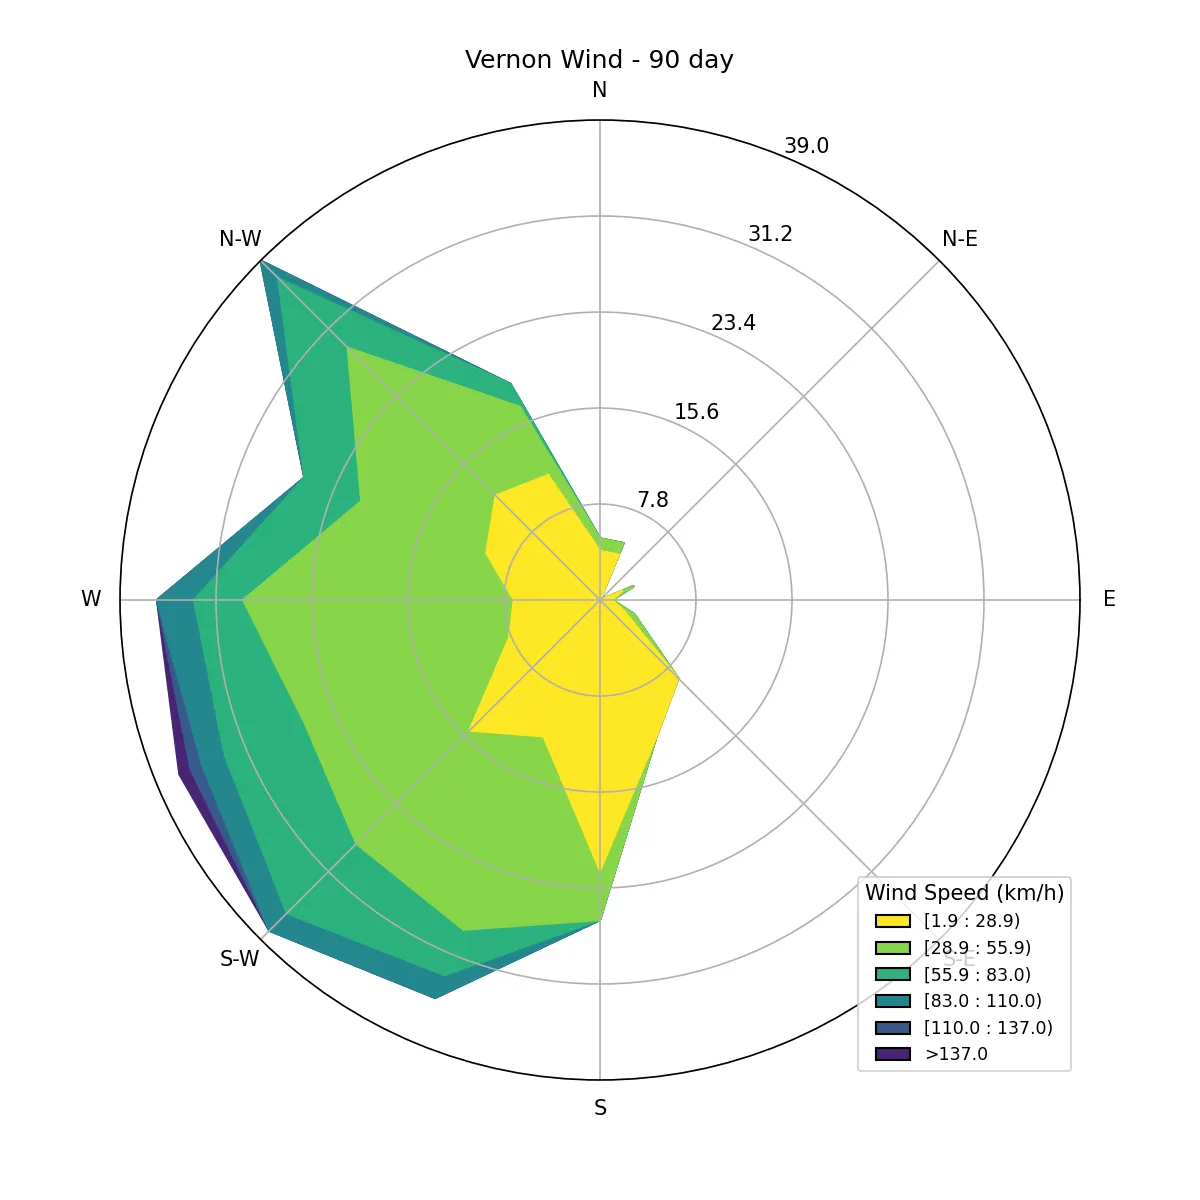 Vernon Wind - 90 day
N
39.0
31.2
N-W
N-E
23.4
15.6
7.8
W
E
Wind Speed (km/h)
[1.9 : 28.9)
[28.9 : 55.9)
S-W
S-E
[55.9 : 83.0)
[83.0 : 110.0)
[110.0 : 137.0)
>137.0
S